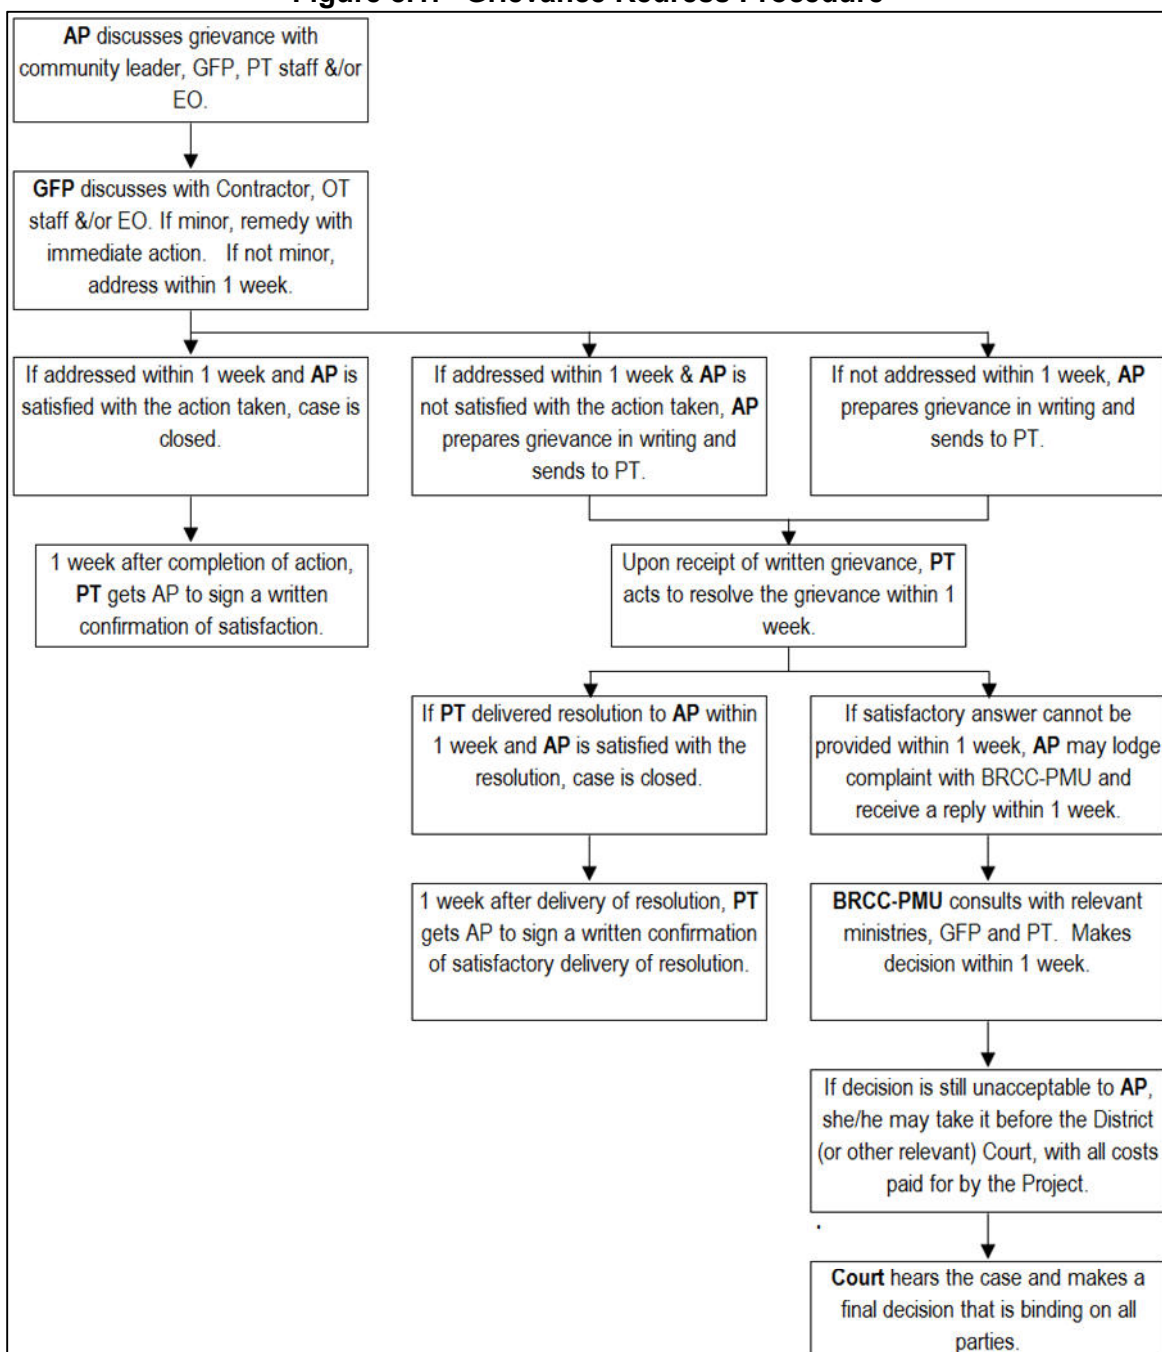 Figure 8.1: Grievance Redress Procedure
AP discusses grievance with
community leader, GFP, PT staff &/or
EO.
GFP discusses with Contractor, OT
staff &/or EO. If minor, remedy with
immediate action. If not minor,
address within 1 week.
If addressed within 1 week and AP is
satisfied with the action taken, case is
closed.
If addressed within 1 week & AP is
not satisfied with the action taken, AP
prepares grievance in writing and
sends to PT.
If not addressed within 1 week, AP
prepares grievance in writing and
sends to PT.
1 week after completion of action,
PT gets AP to sign a written
confirmation of satisfaction.
Upon receipt of written grievance, PT
acts to resolve the grievance within 1
week.
If PT delivered resolution to AP within
1 week and AP is satisfied with the
resolution, case is closed.
If satisfactory answer cannot be
provided within 1 week, AP may lodge
complaint with BRCC-PMU and
receive a reply within 1 week.
1 week after delivery of resolution, PT
gets AP to sign a written confirmation
of satisfactory delivery of resolution.
BRCC-PMU consults with relevant
ministries, GFP and PT. Makes
decision within 1 week.
If decision is still unacceptable to AP,
she/he may take it before the District
(or other relevant) Court, with all costs
paid for by the Project.
.
Court hears the case and makes a
final decision that is binding on all
parties.